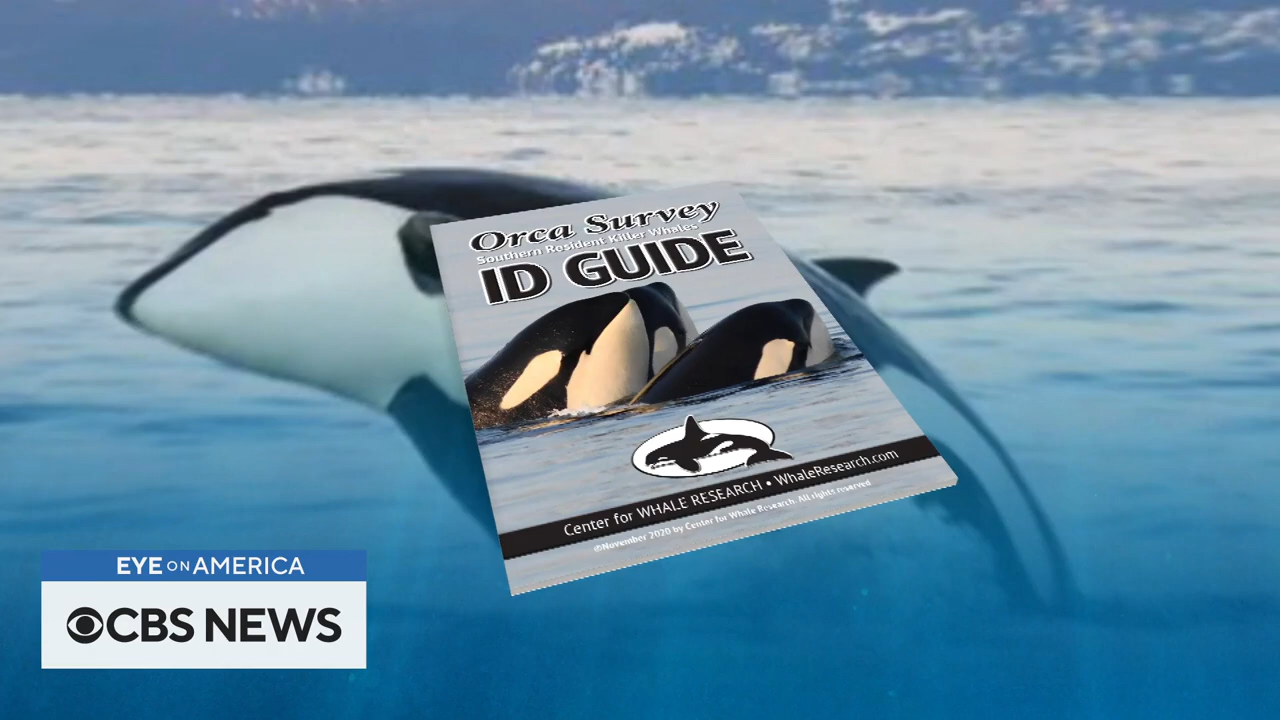 Orca Survey
Southern Resident Killer Whales
ID GUIDE
Center for WHALE RESEARCH • WhaleResearch.com
©November 2020 by Center for Whale Research. All rights reserved
EYE ON AMERICA
CBS NEWS